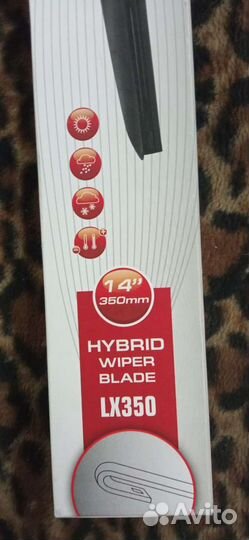 14"
350mm
HYBRID
WIPER
BLADE
LX350
Avito